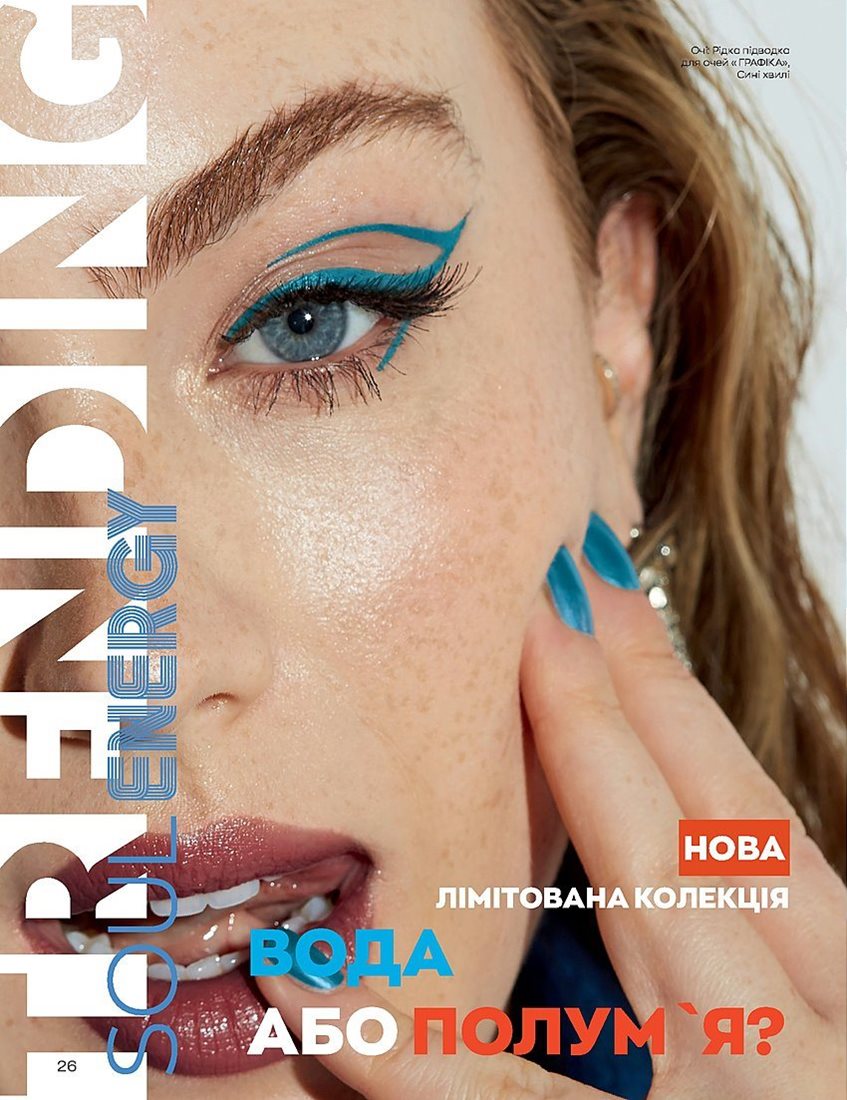 Очі: Рідка підводка
для очей «ГРАФІКА»,
Сині хвилі
TRENDING
SOUL ENERGY
НОВА
ЛІМІТОВАНА КОЛЕКЦІЯ
ВОДА
АБО ПОЛУМ`Я?
26